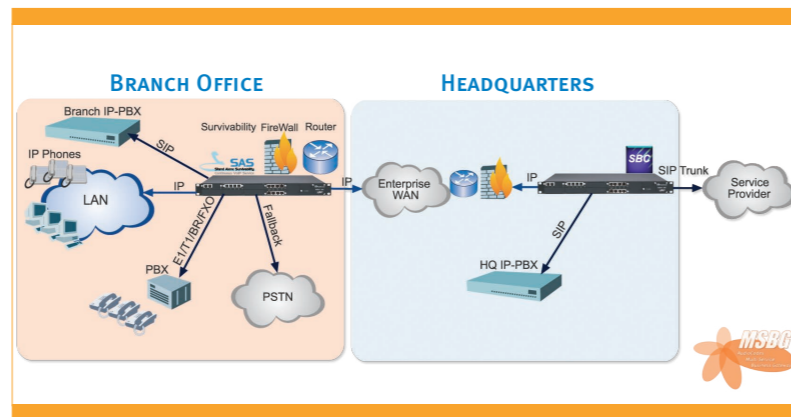 BRANCH OFFICE
HEADQUARTERS
Branch IP-PBX
Survivability
FireWall
Router
SIP
SAS
IP Phones
LAN
IP
IP
Enterprise
WAN
IP
SBC
SIP Trunk
Service
Provider
E1/T1/BR/FXO
Fallback
SIP
PBX
PSTN
HQ IP-PBX
MSBG